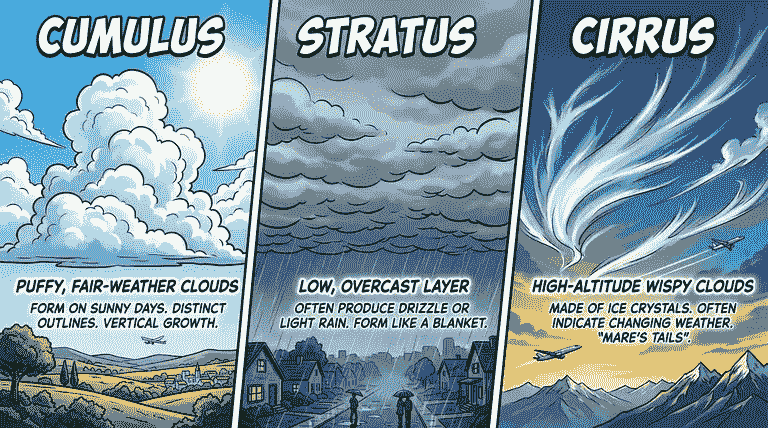 CUMULUS
PUFFY, FAIR-WEATHER CLOUDS
FORM ON SUNNY DAYS. DISTINCT
OUTLINES. VERTICAL GROWTH.
STRATUS
LOW, OVERCAST LAYER
OFTEN PRODUCE DRIZZLE OR
LIGHT RAIN. FORM LIKE A BLANKET.
CIRRUS
HIGH-ALTITUDE WISPY CLOUDS
MADE OF ICE CRYSTALS. OFTEN
INDICATE CHANGING WEATHER.
"MARE'S TAILS".